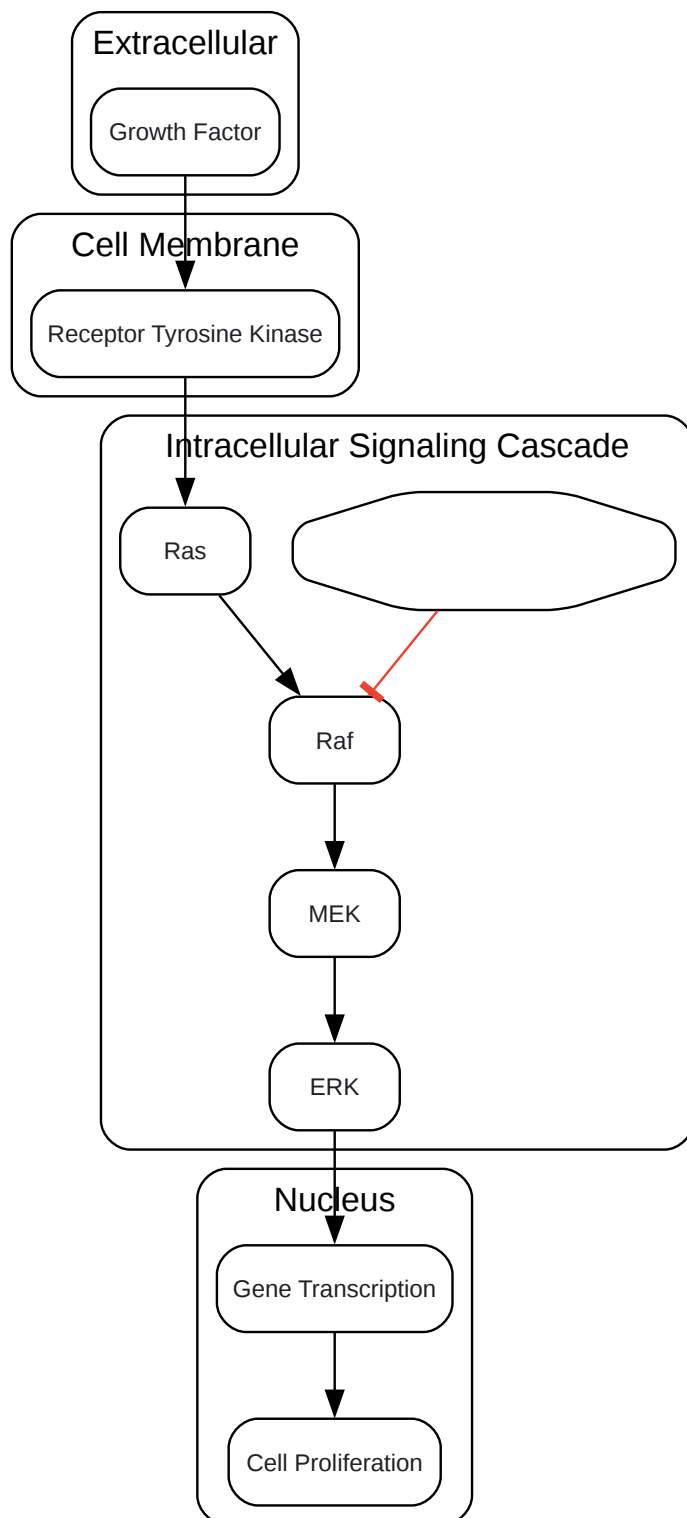 Extracellular
Growth Factor
Cell Membrane
Receptor Tyrosine Kinase
Intracellular Signaling Cascade
Ras
Raf
MEK
ERK
Nucleus
Gene Transcription
Cell Proliferation